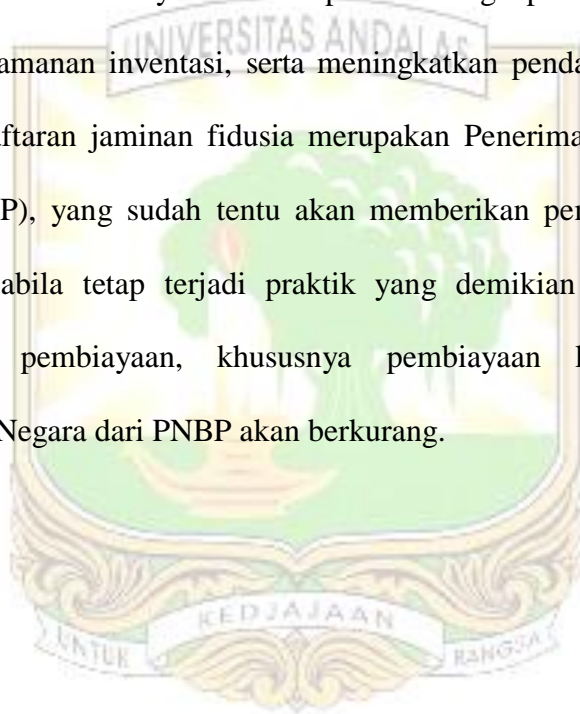 UNIVERSITAS ANDALAS
amanan inventasi, serta meningkatkan penda
ftaran jaminan fidusia merupakan Penerima
P), yang sudah tentu akan memberikan per
abila tetap terjadi praktik yang demikian
pembiayaan, khususnya pembiayaan
Negara dari PNBP akan berkurang.
KEDJAJAAN
UNTUK
BANGSA